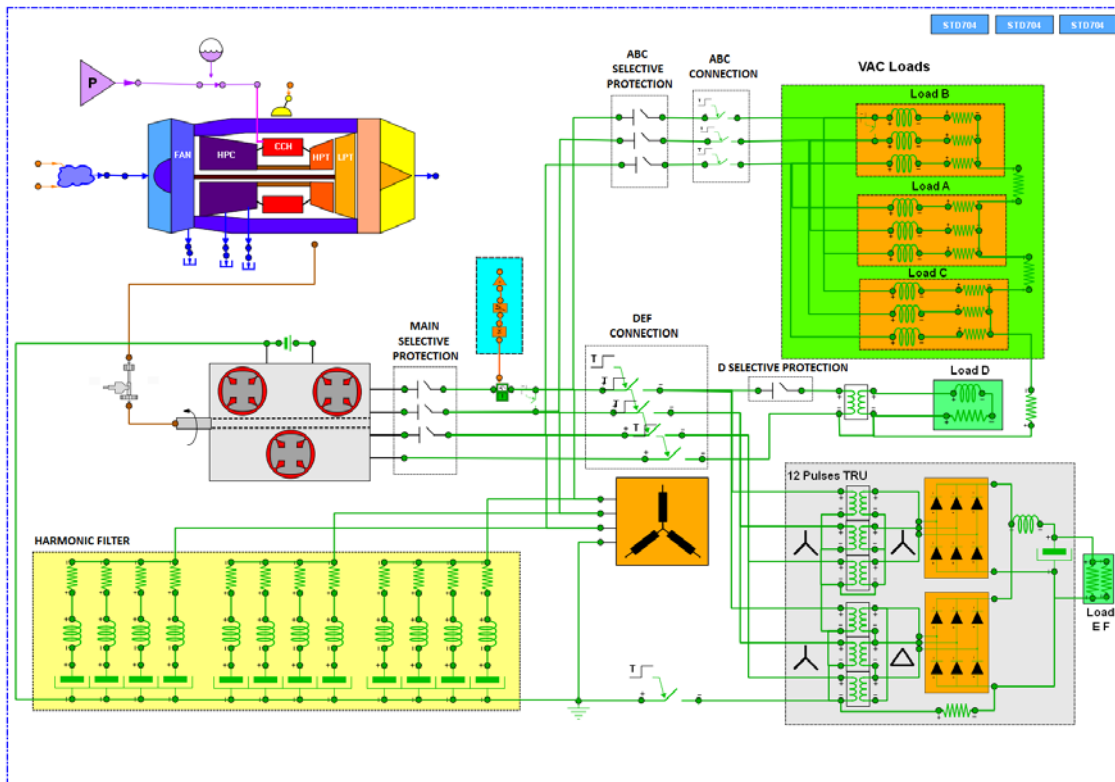 STD704 STD704 STD704
ABC
SELECTIVE
PROTECTION
ABC
CONNECTION
VAC Loads
P
Load B
FAN
HPC
CCH
HPT
LPT
Load A
Load C
MAIN
SELECTIVE
PROTECTION
DEF
CONNECTION
T
T
D SELECTIVE PROTECTION
Load D
12 Pulses TRU
HARMONIC FILTER
Load
E F
T